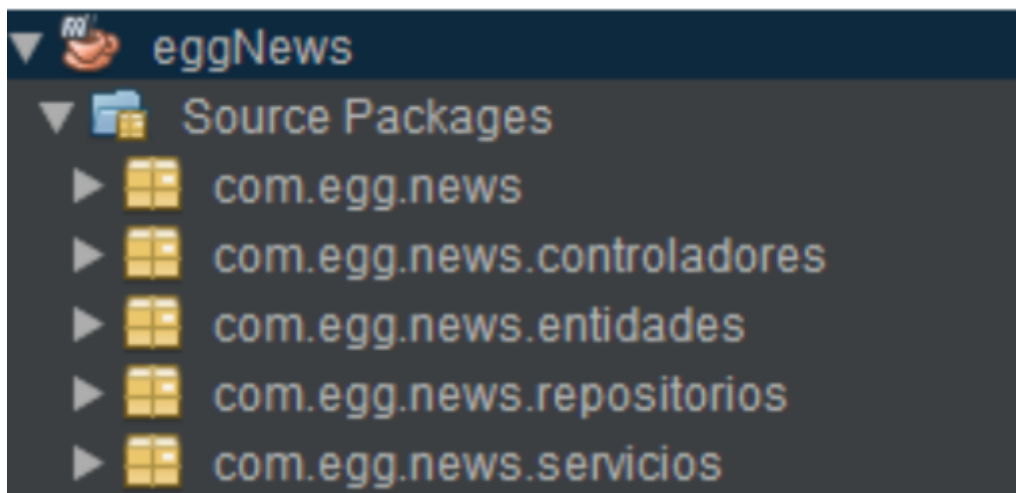 eggNews
Source Packages
com.egg.news
com.egg.news.controladores
com.egg.news.entidades
com.egg.news.repositorios
com.egg.news.servicios